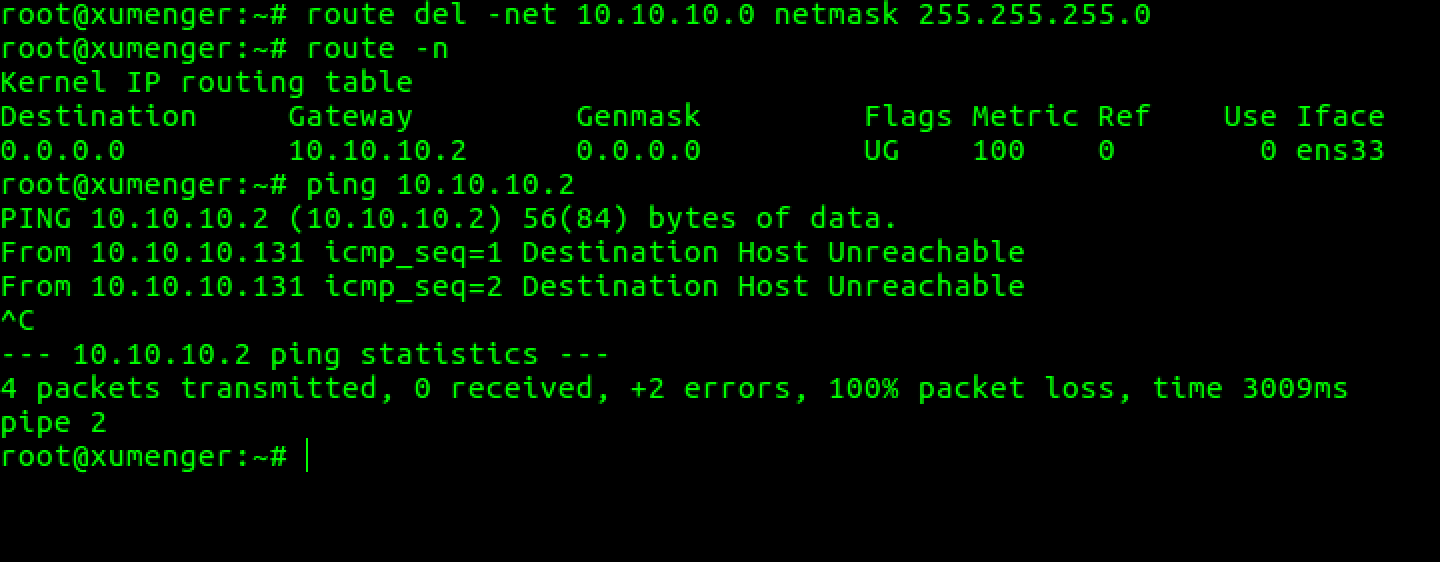 root@xumenger:~# route del -net 10.10.10.0 netmask 255.255.255.0
root@xumenger:~# route -n
Kernel IP routing table
Destination     Gateway         Genmask         Flags Metric Ref    Use Iface
0.0.0.0         10.10.10.2      0.0.0.0         UG    100    0        0 ens33
root@xumenger:~# ping 10.10.10.2
PING 10.10.10.2 (10.10.10.2) 56(84) bytes of data.
From 10.10.10.131 icmp_seq=1 Destination Host Unreachable
From 10.10.10.131 icmp_seq=2 Destination Host Unreachable
^C
--- 10.10.10.2 ping statistics ---
4 packets transmitted, 0 received, +2 errors, 100% packet loss, time 3009ms
pipe 2
root@xumenger:~#